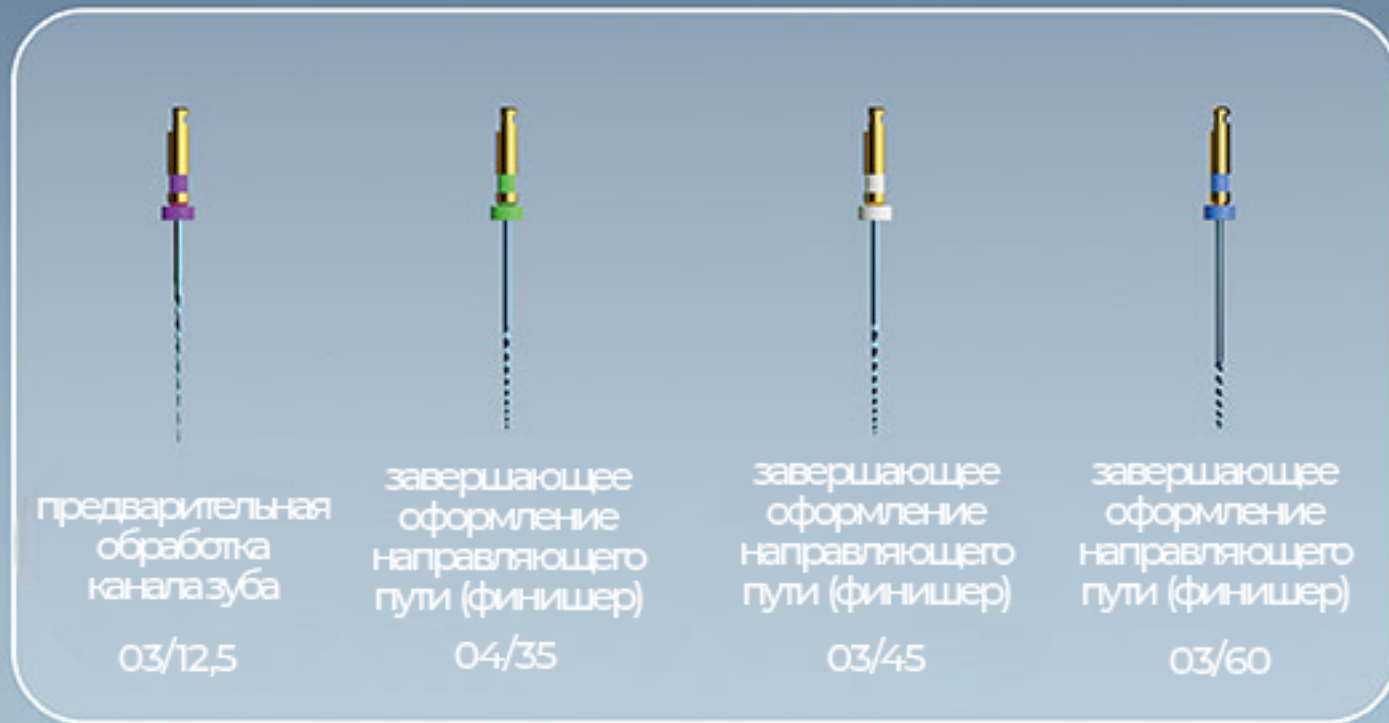 предварительная
обработка
канала зуба
03/12,5
завершающее
оформление
направляющего
пути (финишер)
04/35
завершающее
оформление
направляющего
пути (финишер)
03/45
завершающее
оформление
направляющего
пути (финишер)
03/60